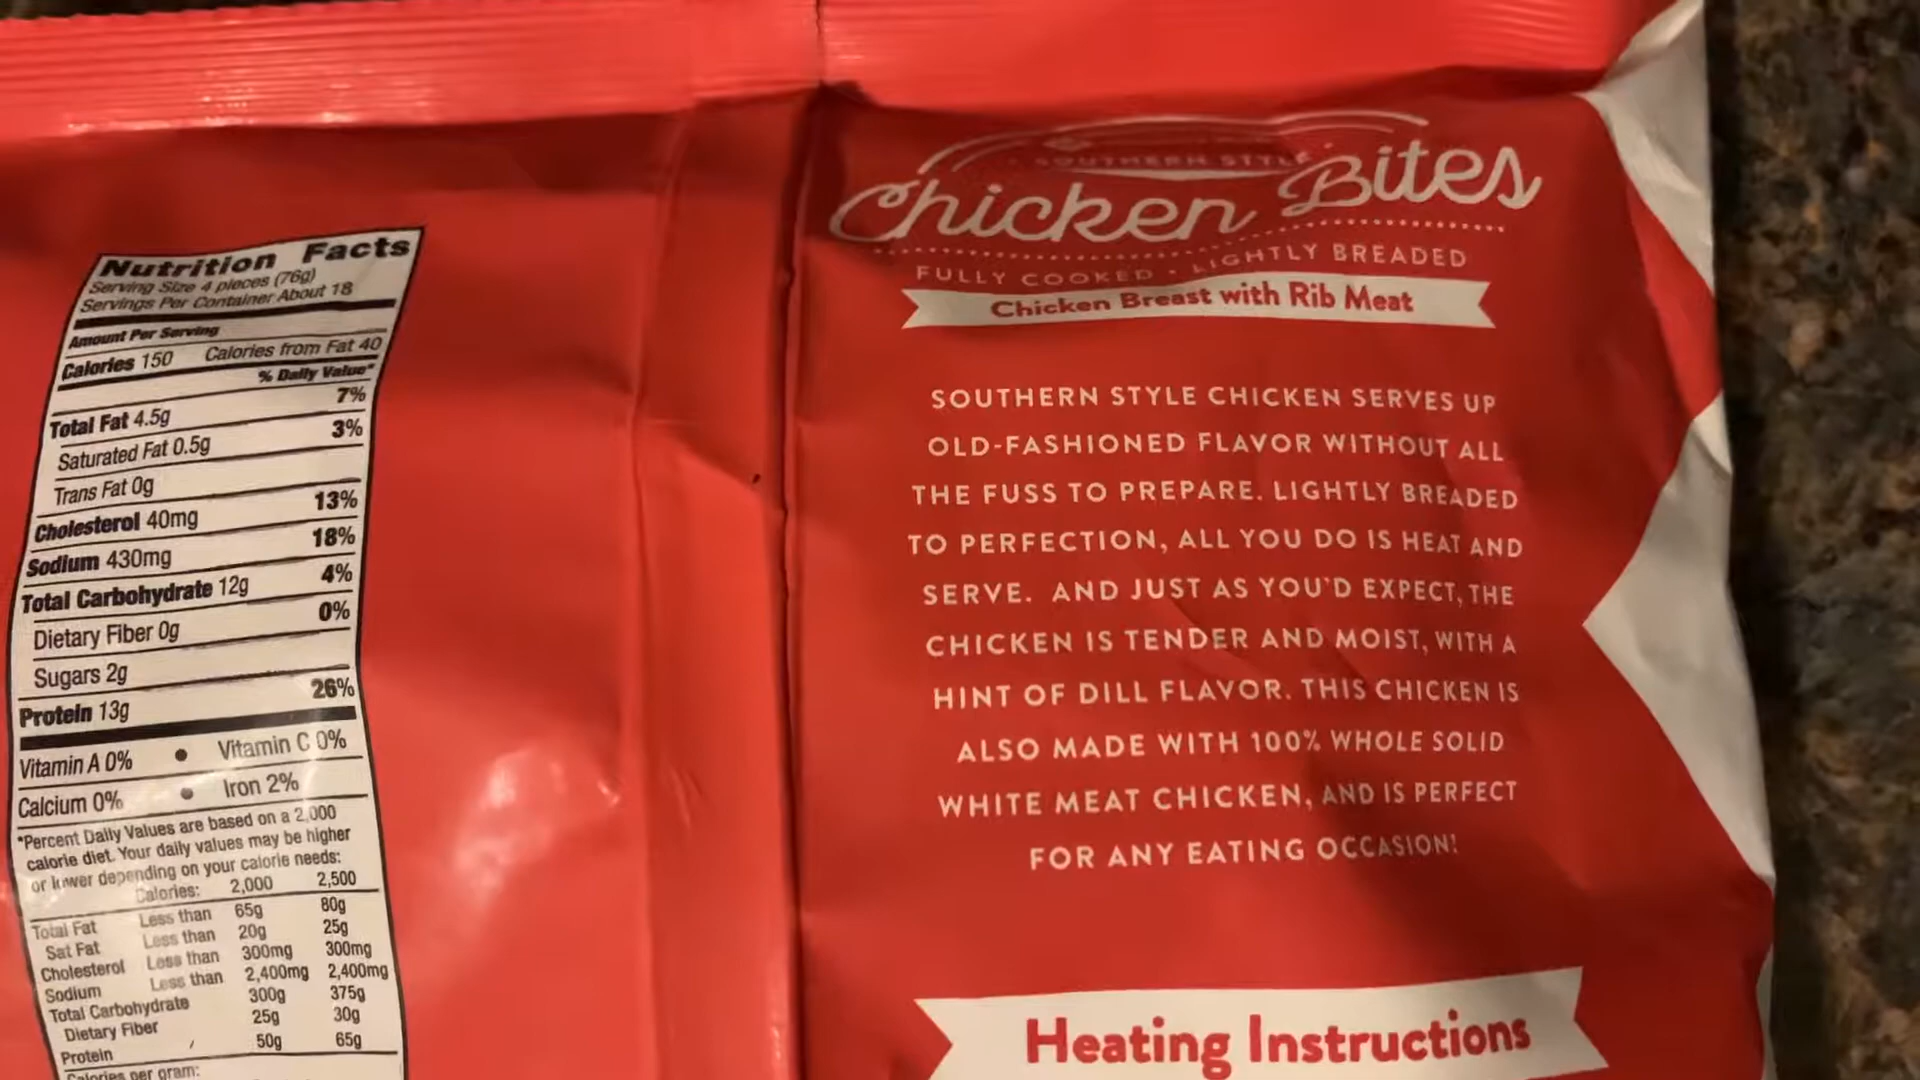 Nutrition Facts
Serving Size 4 pieces (76g)
Servings Per Container About 18
Amount Per Serving
Calories 150 Calories from Fat 40
% Daily Value*
Total Fat 4.5g 7%
Saturated Fat 0.5g 3%
Trans Fat 0g
Cholesterol 40mg 13%
Sodium 430mg 18%
Total Carbohydrate 12g 4%
Dietary Fiber 0g 0%
Sugars 2g
Protein 13g 26%
Vitamin A 0% • Vitamin C 0%
Calcium 0% • Iron 2%
*Percent Daily Values are based on a 2,000
calorie diet. Your daily values may be higher
or lower depending on your calorie needs:
Calories: 2,000 2,500
Total Fat Less than 65g 80g
Sat Fat Less than 20g 25g
Cholesterol Less than 300mg 300mg
Sodium Less than 2,400mg 2,400mg
Total Carbohydrate 300g 375g
Dietary Fiber 25g 30g
Protein 50g 65g
Calories per gram:
SOUTHERN STYLE
Chicken Bites
FULLY COOKED • LIGHTLY BREADED
Chicken Breast with Rib Meat
SOUTHERN STYLE CHICKEN SERVES UP
OLD-FASHIONED FLAVOR WITHOUT ALL
THE FUSS TO PREPARE. LIGHTLY BREADED
TO PERFECTION, ALL YOU DO IS HEAT AND
SERVE. AND JUST AS YOU'D EXPECT, THE
CHICKEN IS TENDER AND MOIST, WITH A
HINT OF DILL FLAVOR. THIS CHICKEN IS
ALSO MADE WITH 100% WHOLE SOLID
WHITE MEAT CHICKEN, AND IS PERFECT
FOR ANY EATING OCCASION!
Heating Instructions